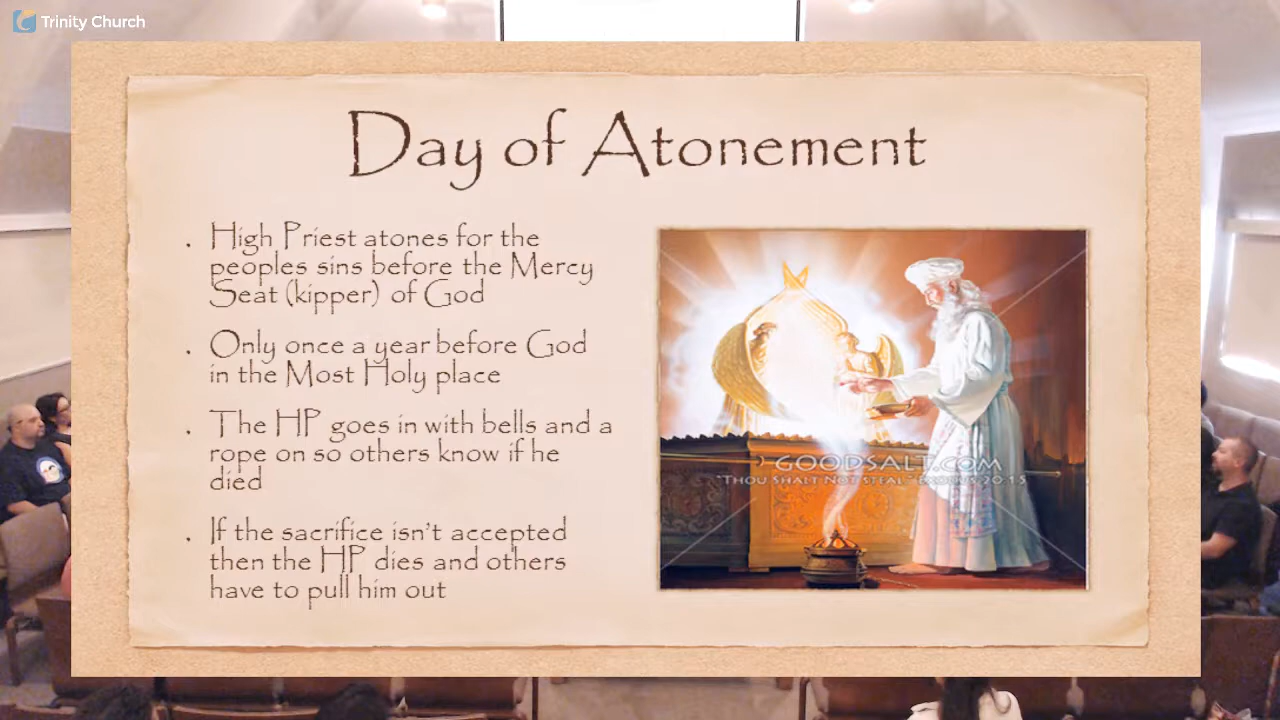 Trinity Church
Day of Atonement
. High Priest atones for the
peoples sins before the Mercy
Seat (kipper) of God
. Only once a year before God
in the Most Holy place
. The HP goes in with bells and a
rope on so others know if he
died
. If the sacrifice isn't accepted
then the HP dies and others
have to pull him out
GOODSALT.COM
"THOU SHALT NOT STEAL" EXODUS 20:15